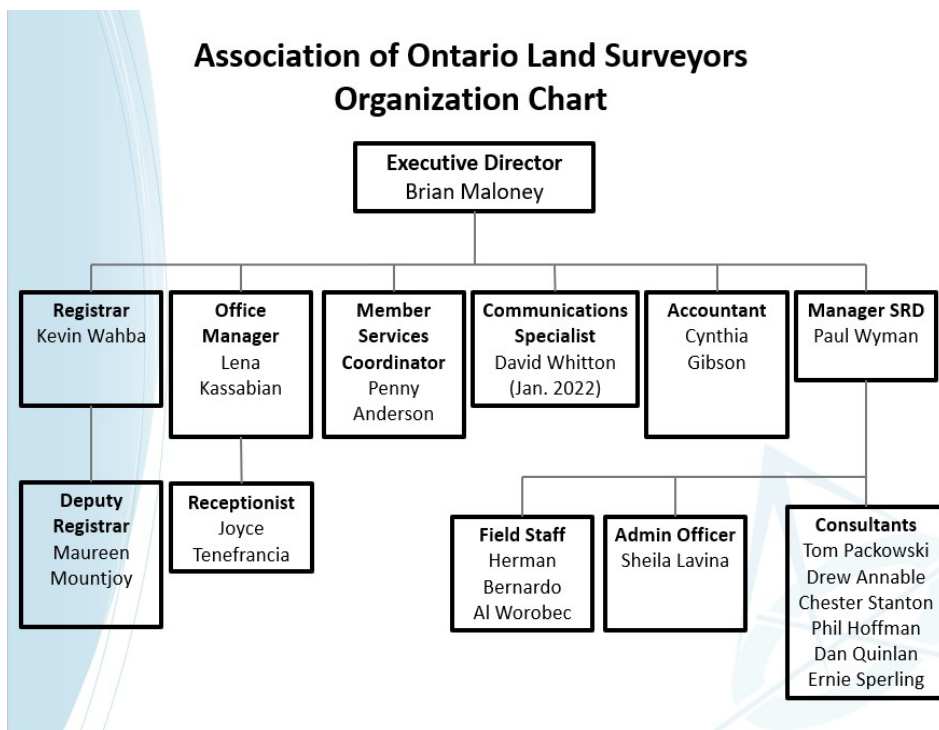 Association of Ontario Land Surveyors
Organization Chart
Executive Director
Brian Maloney
Registrar
Kevin Wahba
Office
Manager
Lena
Kassabian
Member
Services
Coordinator
Penny
Anderson
Communications
Specialist
David Whitton
(Jan. 2022)
Accountant
Cynthia
Gibson
Manager SRD
Paul Wyman
Deputy
Registrar
Maureen
Mountjoy
Receptionist
Joyce
Tenefrancia
Field Staff
Herman
Bernardo
Al Worobec
Admin Officer
Sheila Lavina
Consultants
Tom Packowski
Drew Annable
Chester Stanton
Phil Hoffman
Dan Quinlan
Ernie Sperling